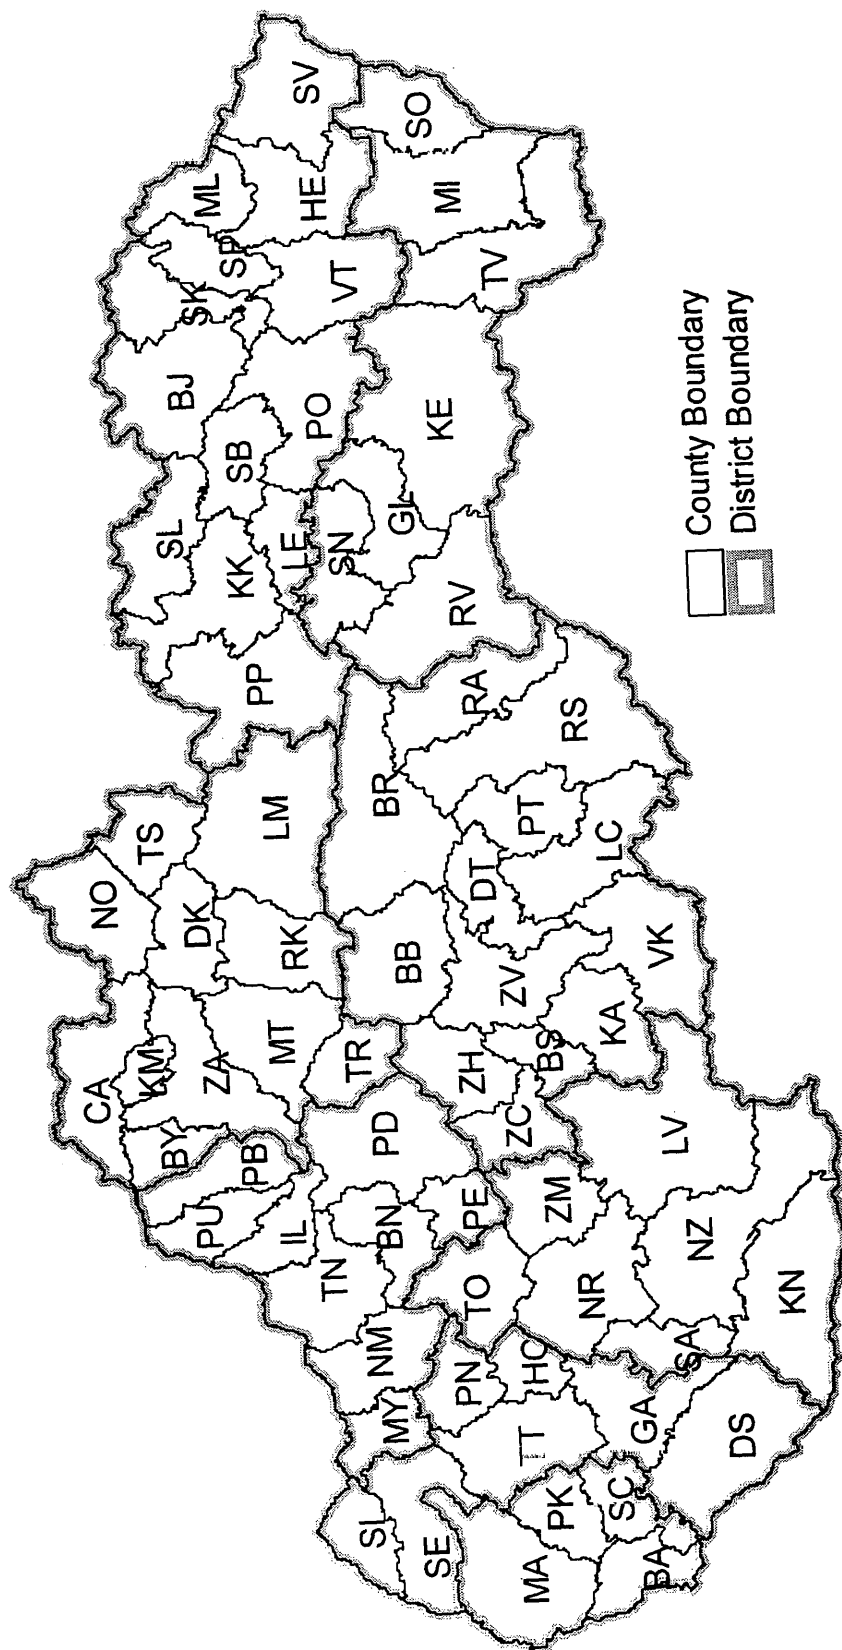 CA
NO
KM
TS
SL
BY
BJ
DK
SK
ML
PU
ZA
SP
KK
SB
PB
PP
LM
MT
IL
RK
LE
SV
HE
PO
TN
SN
VT
TR
SI
NM
PD
BR
BN
MY
GL
BB
SO
SE
KE
MI
RV
PN
ZH
RA
TO
PE
DT
TV
ZV
ZC
TT
PT
MA
HC
BS
PK
ZM
RS
NR
LC
KA
SC
GA
BA
VK
LV
SA
NZ
County Boundary
District Boundary
DS
KN